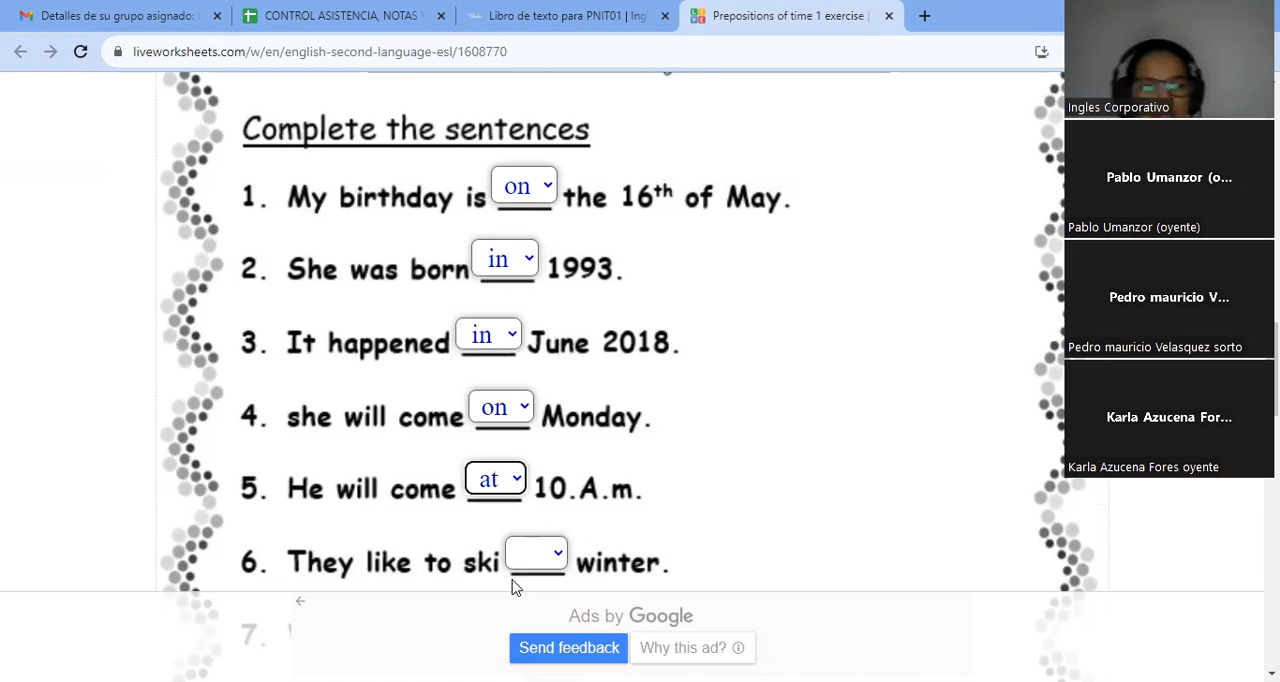 Detalles de su grupo asignado:
CONTROL ASISTENCIA, NOTAS Y
Libro de texto para PNIT01 | Ing
Prepositions of time 1 exercise |
liveworksheets.com/w/en/english-second-language-esl/1608770
Complete the sentences
1. My birthday is on the 16th of May.
2. She was born in 1993.
3. It happened in June 2018.
4. she will come on Monday.
5. He will come at 10.A.m.
6. They like to ski winter.
7.
Ads by Google
Send feedback
Why this ad?
Ingles Corporativo
Pablo Umanzor (o...
Pablo Umanzor (oyente)
Pedro mauricio V...
Pedro mauricio Velasquez sorto
Karla Azucena For...
Karla Azucena Fores oyente